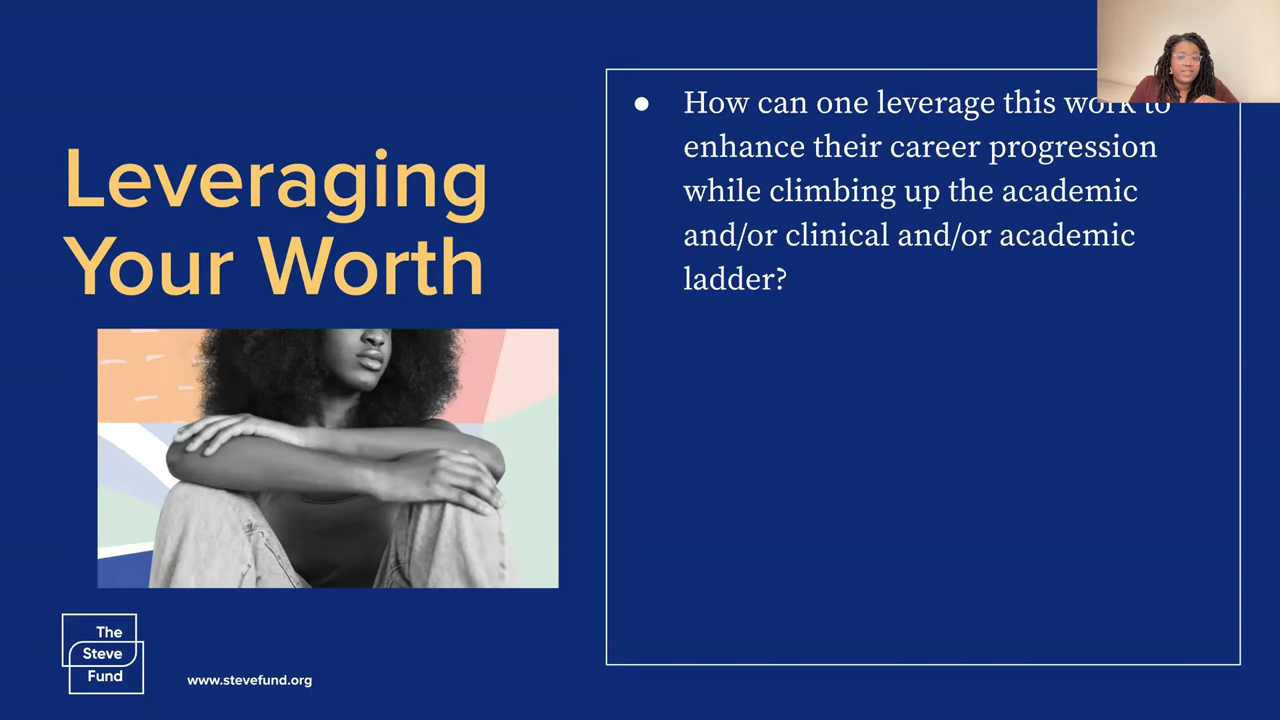 Leveraging
Your Worth
● How can one leverage this work to
enhance their career progression
while climbing up the academic
and/or clinical and/or academic
ladder?
The
Steve
Fund
www.stevefund.org